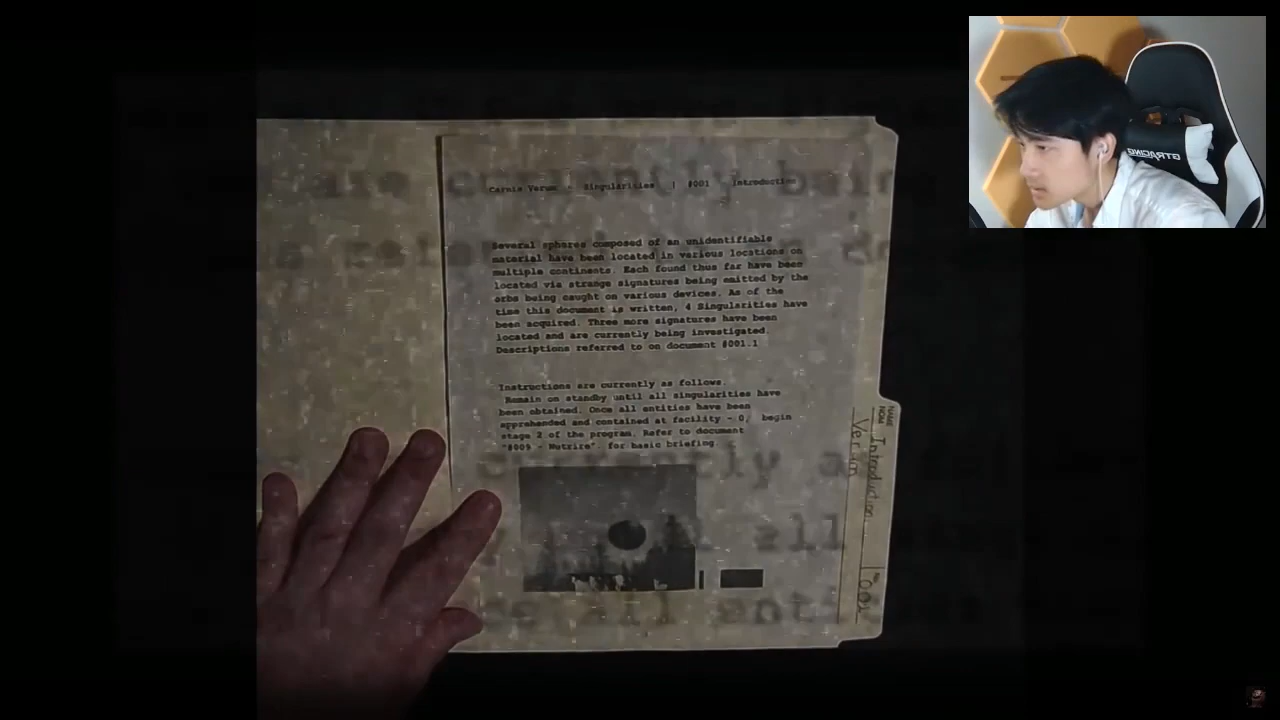 Carnis Verum - Singularities | #001 Introduction
Several spheres composed of an unidentifiable
material have been located in various locations on
multiple continents. Each found thus far have been
located via strange signatures being emitted by the
orbs being caught on various devices. As of the
time this document is written, 4 Singularities have
been acquired. Three more signatures have been
located and are currently being investigated.
Descriptions referred to on document #001.1
Instructions are currently as follows.
Remain on standby until all singularities have
been obtained. Once all entities have been
apprehended and contained at facility - 0, begin
stage 2 of the program. Refer to document
"#009 - Nutrire". for basic briefing.
Introduction
Verum
001
are currently being
GTRACING